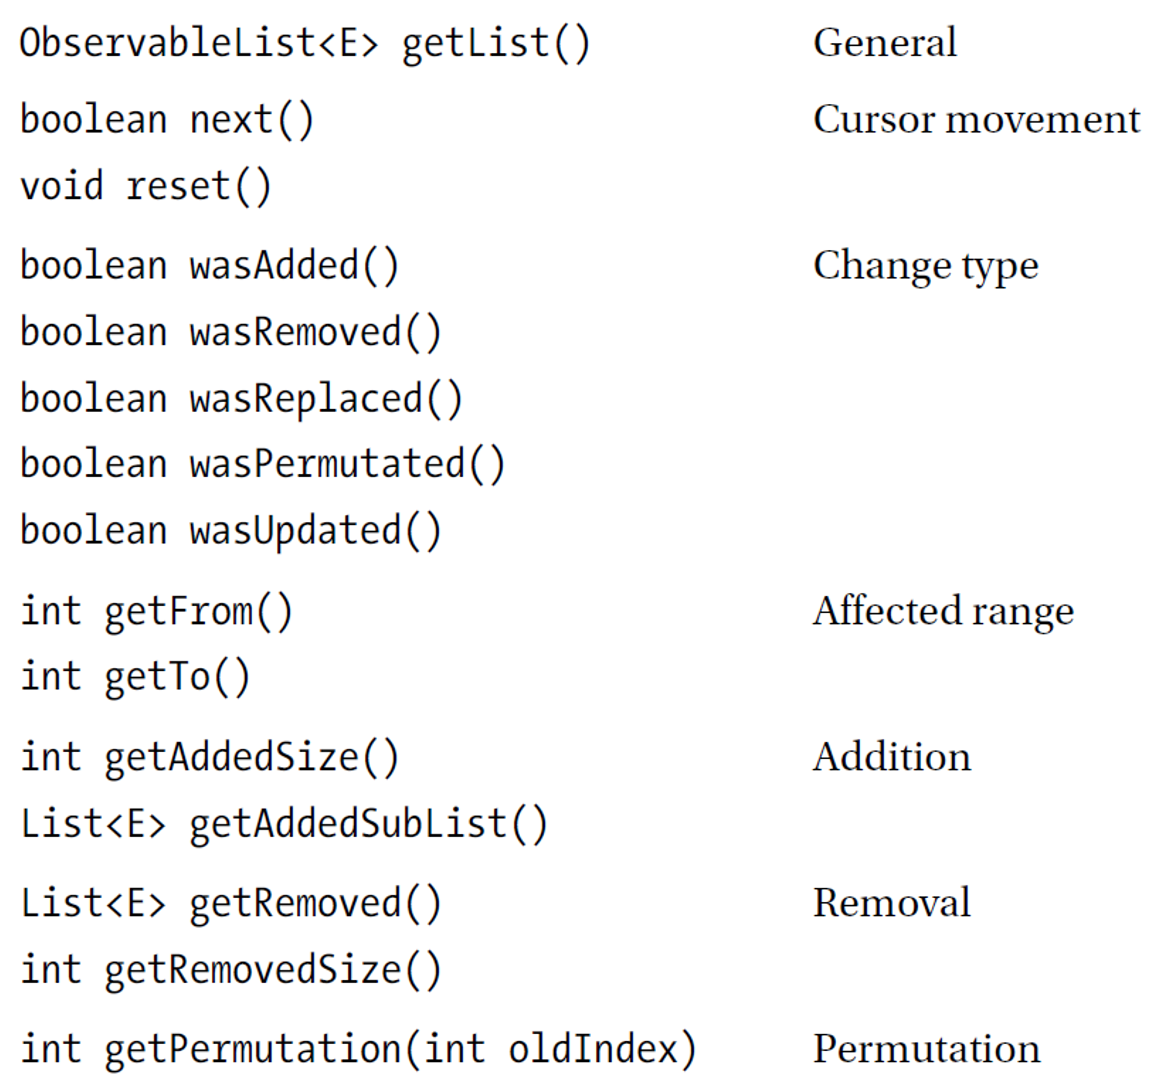 ObservableList<E> getList() General
boolean next() Cursor movement
void reset()
boolean wasAdded() Change type
boolean wasRemoved()
boolean wasReplaced()
boolean wasPermutated()
boolean wasUpdated()
int getFrom() Affected range
int getTo()
int getAddedSize() Addition
List<E> getAddedSubList()
List<E> getRemoved() Removal
int getRemovedSize()
int getPermutation(int oldIndex) Permutation